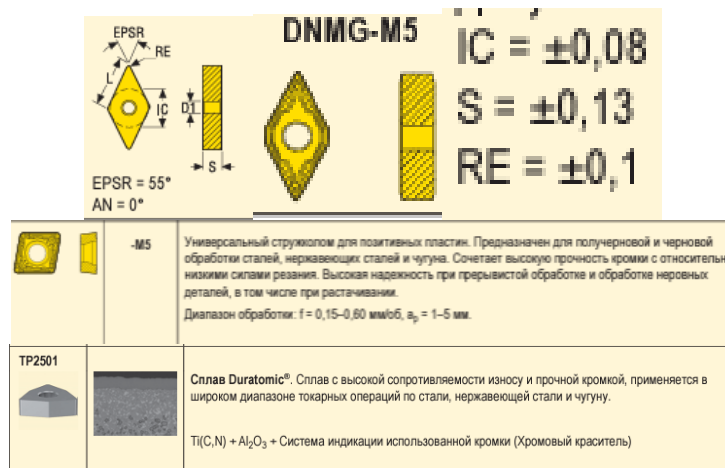 EPSR
RE
L
IC
D1
S
EPSR = 55°
AN = 0°
DNMG-M5
IC = ±0,08
S = ±0,13
RE = ±0,1
-M5
Универсальный стружколом для позитивных пластин. Предназначен для получерновой и черновой
обработки сталей, нержавеющих сталей и чугуна. Сочетает высокую прочность кромки с относительн
низкими силами резания. Высокая надежность при прерывистой обработке и обработке неровных
деталей, в том числе при растачивании.
Диапазон обработки: f = 0,15–0,60 мм/об, aₚ = 1–5 мм.
TP2501
Сплав Duratomic®. Сплав с высокой сопротивляемости износу и прочной кромкой, применяется в
широком диапазоне токарных операций по стали, нержавеющей стали и чугуну.
Ti(C,N) + Al₂O₃ + Система индикации использованной кромки (Хромовый краситель)